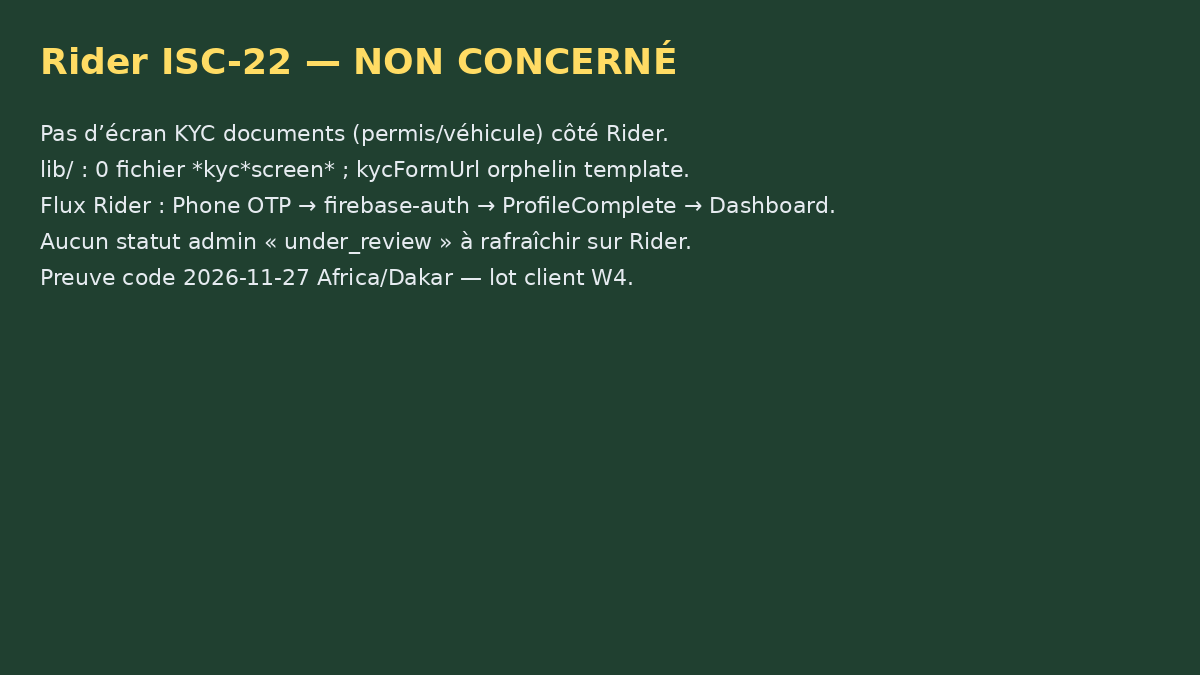 Rider ISC-22 — NON CONCERNÉ
Pas d’écran KYC documents (permis/véhicule) côté Rider.
lib/ : 0 fichier *kyc*screen* ; kycFormUrl orphelin template.
Flux Rider : Phone OTP → firebase-auth → ProfileComplete → Dashboard.
Aucun statut admin « under_review » à rafraîchir sur Rider.
Preuve code 2026-11-27 Africa/Dakar — lot client W4.